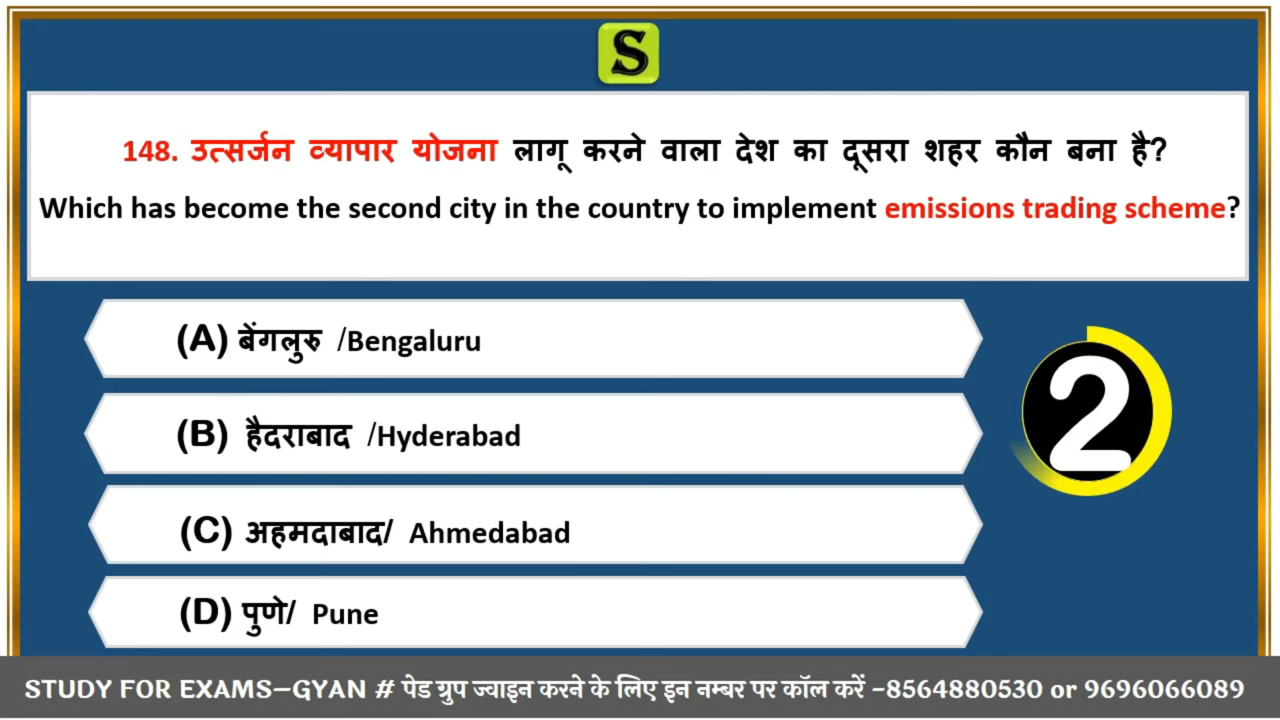 S
148. उत्सर्जन व्यापार योजना लागू करने वाला देश का दूसरा शहर कौन बना है?
Which has become the second city in the country to implement emissions trading scheme?
(A) बेंगलुरु /Bengaluru
(B) हैदराबाद /Hyderabad
2
(C) अहमदाबाद/ Ahmedabad
(D) पुणे/ Pune
STUDY FOR EXAMS–GYAN # पेड ग्रुप ज्वाइन करने के लिए इन नम्बर पर कॉल करें –8564880530 or 9696066089